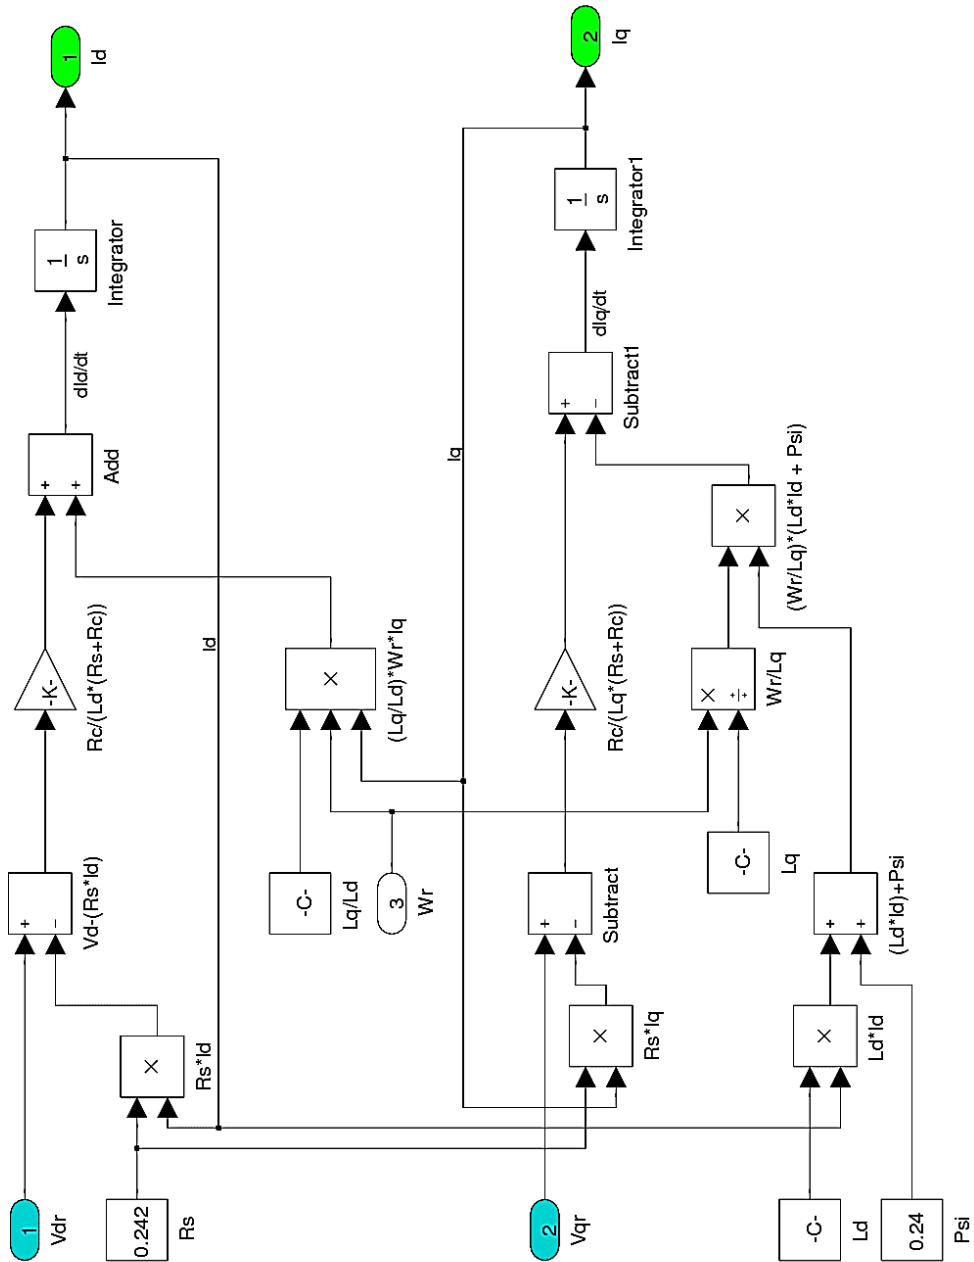 1
Vdr
0.242
Rs
×
Rs*Id
+
−
Vd-(Rs*Id)
-K-
Rc/(Ld*(Rs+Rc))
+
+
Add
dId/dt
1
s
Integrator
1
Id
Id
-C-
Lq/Ld
3
Wr
×
(Lq/Ld)*Wr*Iq
Iq
2
Vqr
×
Rs*Iq
+
−
Subtract
-K-
Rc/(Lq*(Rs+Rc))
+
−
Subtract1
dIq/dt
1
s
Integrator1
2
Iq
-C-
Lq
×
÷
Wr/Lq
×
(Wr/Lq)*(Ld*Id + Psi)
-C-
Ld
0.24
Psi
×
Ld*Id
+
+
(Ld*Id)+Psi